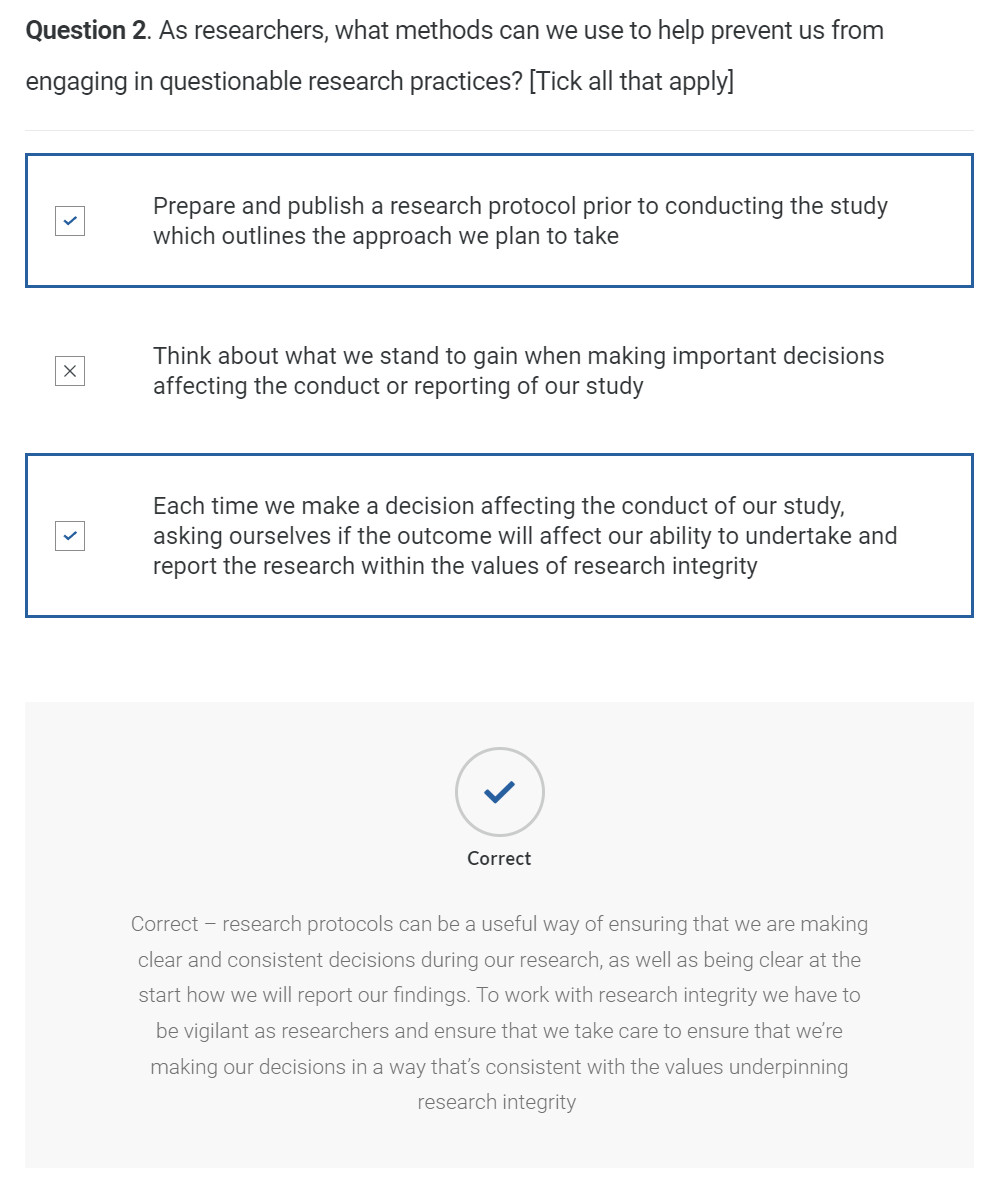 Question 2. As researchers, what methods can we use to help prevent us from
engaging in questionable research practices? [Tick all that apply]
Prepare and publish a research protocol prior to conducting the study
which outlines the approach we plan to take
Think about what we stand to gain when making important decisions
affecting the conduct or reporting of our study
Each time we make a decision affecting the conduct of our study,
asking ourselves if the outcome will affect our ability to undertake and
report the research within the values of research integrity
Correct
Correct – research protocols can be a useful way of ensuring that we are making
clear and consistent decisions during our research, as well as being clear at the
start how we will report our findings. To work with research integrity we have to
be vigilant as researchers and ensure that we take care to ensure that we’re
making our decisions in a way that’s consistent with the values underpinning
research integrity